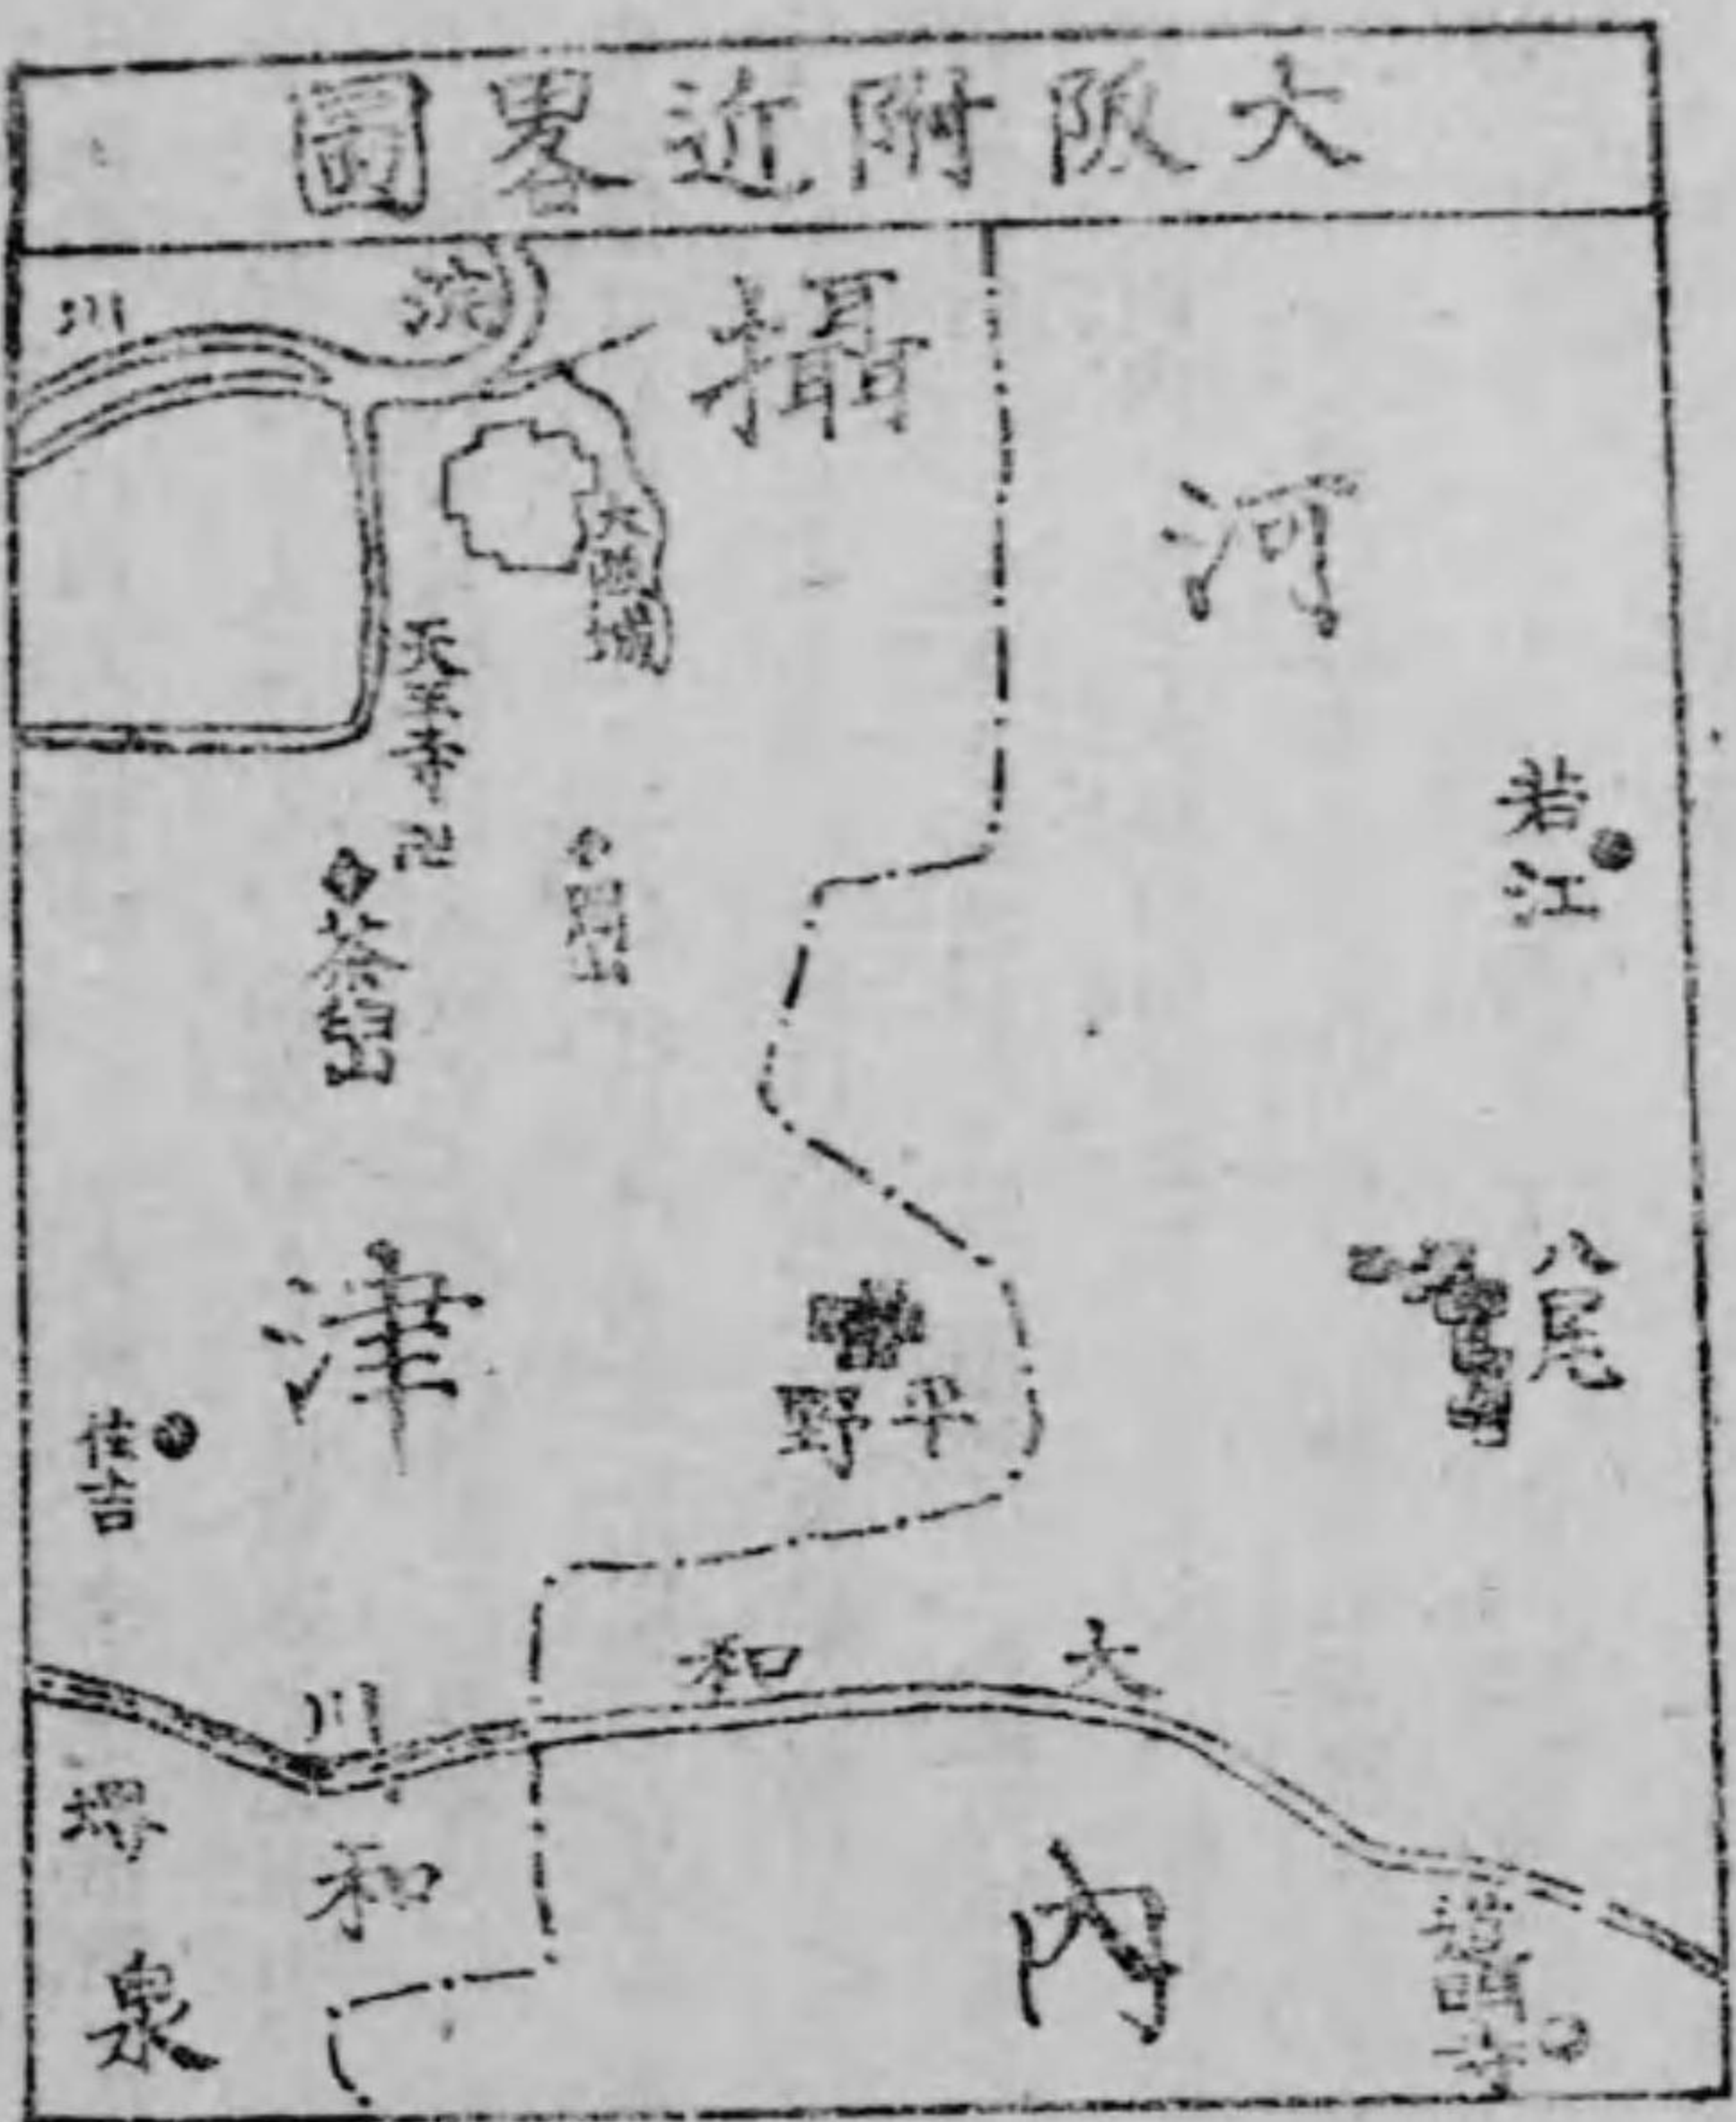 大阪附近畧圖
淀川
攝津
河內
大阪城
天王寺
岡山
茶臼山
若江
八尾
平野
住吉
大和川
堺
和泉
道明寺